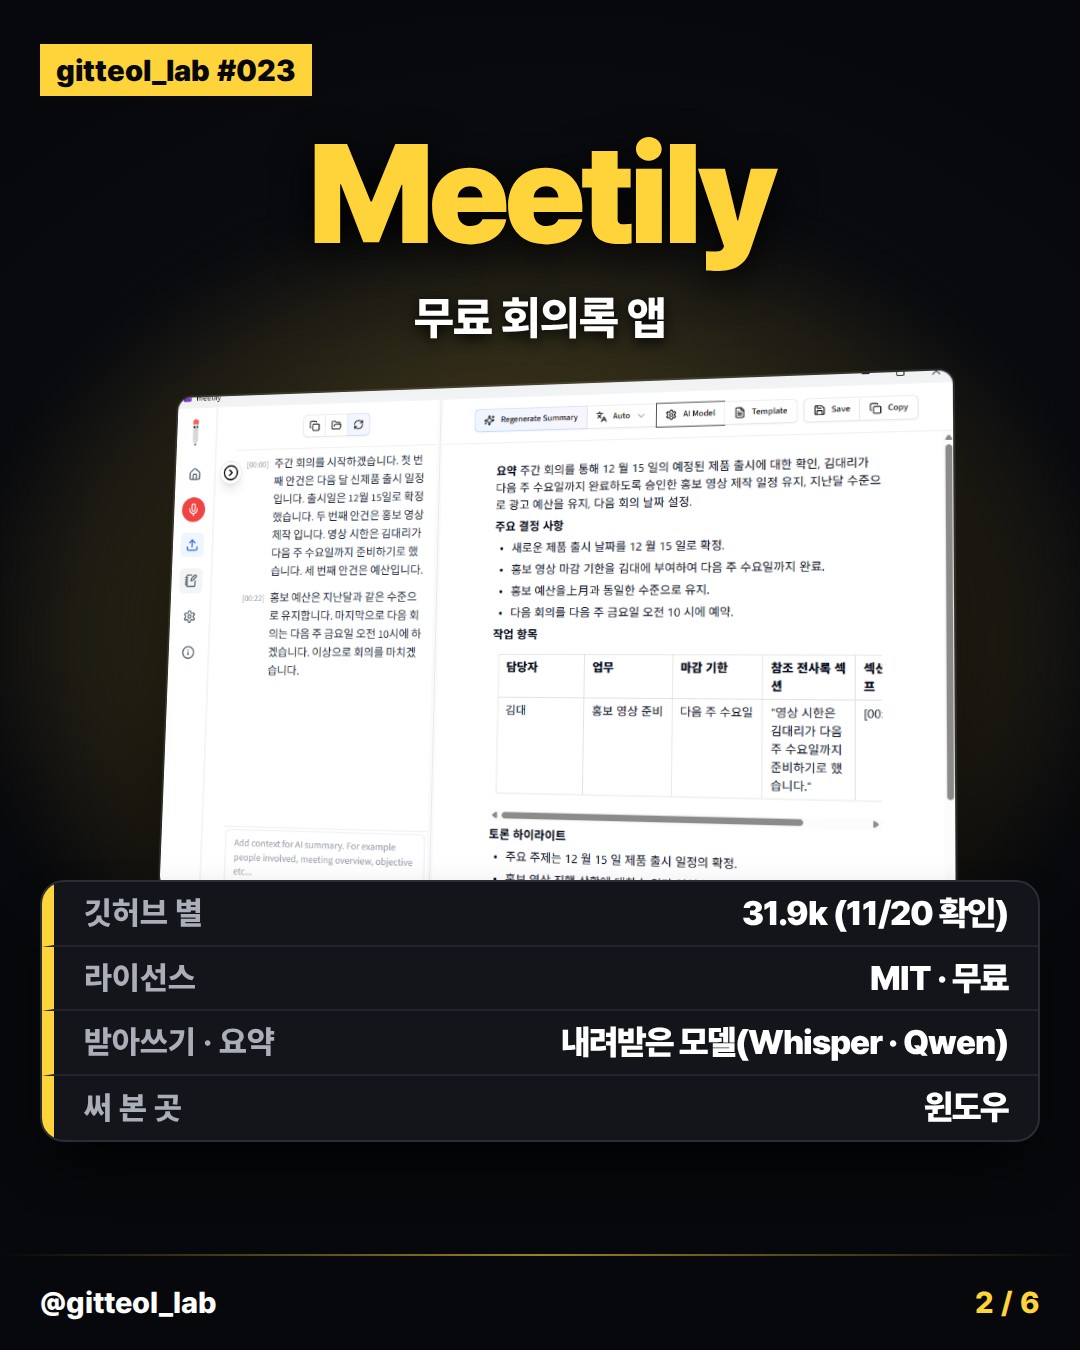 gitteol_lab #023
Meetily
무료 회의록 앱
Meetily
Regenerate Summary
Auto
AI Model
Template
Save
Copy
[00:00] 주간 회의를 시작하겠습니다. 첫 번
째 안건은 다음 달 신제품 출시 일정
입니다. 출시일은 12월 15일로 확정
했습니다. 두 번째 안건은 홍보 영상
제작 입니다. 영상 시한은 김대리가
다음 주 수요일까지 준비하기로 했
습니다. 세 번째 안건은 예산입니다.
[00:22] 홍보 예산은 지난달과 같은 수준으
로 유지합니다. 마지막으로 다음 회
의는 다음 주 금요일 오전 10시에 하
겠습니다. 이상으로 회의를 마치겠
습니다.
Add context for AI summary. For example
people involved, meeting overview, objective
etc...
요약 주간 회의를 통해 12 월 15 일의 예정된 제품 출시에 대한 확인, 김대리가
다음 주 수요일까지 완료하도록 승인한 홍보 영상 제작 일정 유지, 지난달 수준으
로 광고 예산을 유지, 다음 회의 날짜 설정.
주요 결정 사항
• 새로운 제품 출시 날짜를 12 월 15 일로 확정.
• 홍보 영상 마감 기한을 김대에 부여하여 다음 주 수요일까지 완료.
• 홍보 예산을上月과 동일한 수준으로 유지.
• 다음 회의를 다음 주 금요일 오전 10 시에 예약.
작업 항목
담당자
업무
마감 기한
참조 전사록 섹
션
섹션
프
김대
홍보 영상 준비
다음 주 수요일
"영상 시한은
김대리가 다음
주 수요일까지
준비하기로 했
습니다."
[00:
토론 하이라이트
• 주요 주제는 12 월 15 일 제품 출시 일정의 확정.
깃허브 별
31.9k (11/20 확인)
라이선스
MIT · 무료
받아쓰기 · 요약
내려받은 모델(Whisper · Qwen)
써 본 곳
윈도우
@gitteol_lab
2 / 6